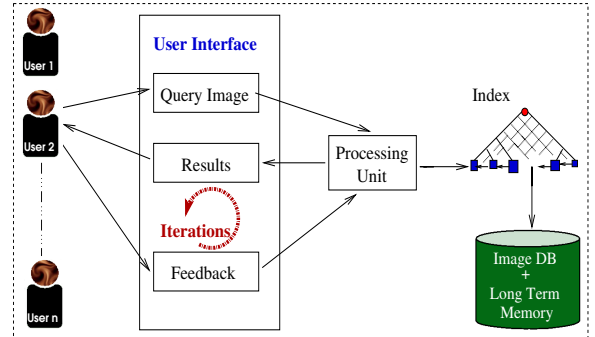 User 1
User 2
User n
User Interface
Query Image
Results
Iterations
Feedback
Processing
Unit
Index
Image DB
+
Long Term
Memory